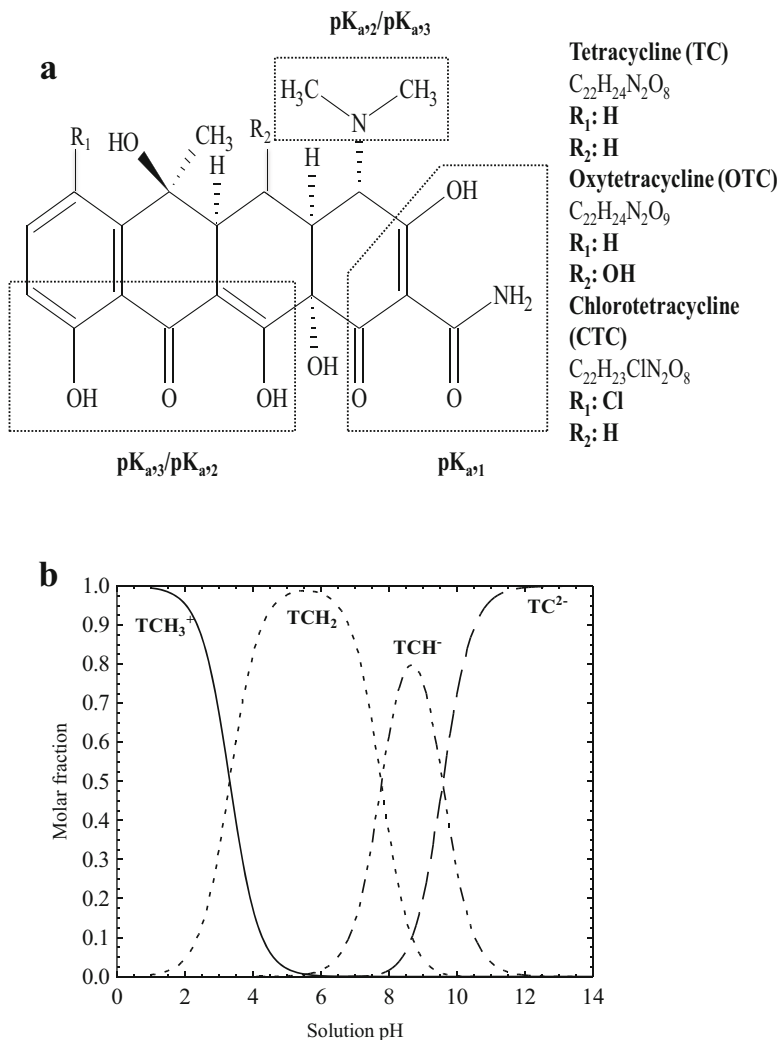 pKₐ,₂/pKₐ,₃
a
H₃C CH₃
N
R₁ HO CH₃ R₂
H H
OH
NH₂
OH
OH O OH O O
pKₐ,₃/pKₐ,₂ pKₐ,₁
Tetracycline (TC)
C₂₂H₂₄N₂O₈
R₁: H
R₂: H
Oxytetracycline (OTC)
C₂₂H₂₄N₂O₉
R₁: H
R₂: OH
Chlorotetracycline
(CTC)
C₂₂H₂₃ClN₂O₈
R₁: Cl
R₂: H
b
1.0
0.9
0.8
0.7
0.6
0.5
0.4
0.3
0.2
0.1
0.0
Molar fraction
TCH₃⁺ TCH₂ TCH⁻ TC²⁻
0 2 4 6 8 10 12 14
Solution pH